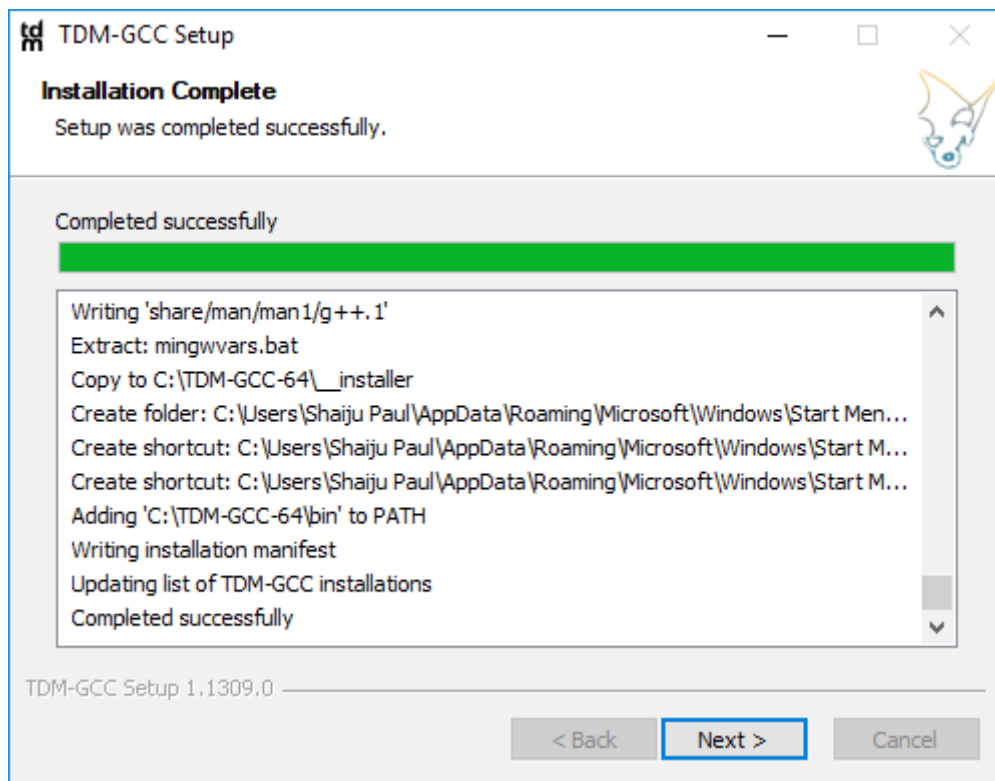 tdm TDM-GCC Setup
Installation Complete
Setup was completed successfully.
Completed successfully
Writing 'share/man/man1/g++.1'
Extract: mingwvars.bat
Copy to C:\TDM-GCC-64\__installer
Create folder: C:\Users\Shaiju Paul\AppData\Roaming\Microsoft\Windows\Start Men...
Create shortcut: C:\Users\Shaiju Paul\AppData\Roaming\Microsoft\Windows\Start M...
Create shortcut: C:\Users\Shaiju Paul\AppData\Roaming\Microsoft\Windows\Start M...
Adding 'C:\TDM-GCC-64\bin' to PATH
Writing installation manifest
Updating list of TDM-GCC installations
Completed successfully
TDM-GCC Setup 1.1309.0
< Back Next > Cancel